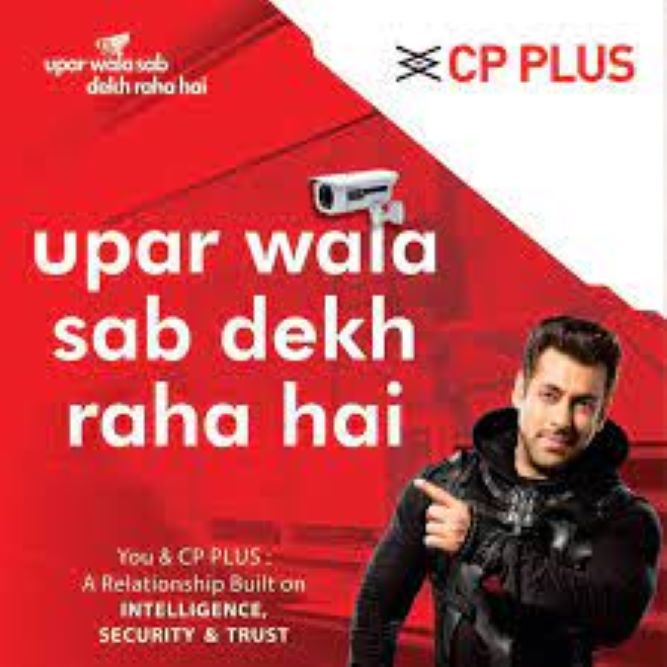 upar wala sab
dekh raha hai
CP PLUS
upar wala
sab dekh
raha hai
You & CP PLUS :
A Relationship Built on
INTELLIGENCE,
SECURITY & TRUST